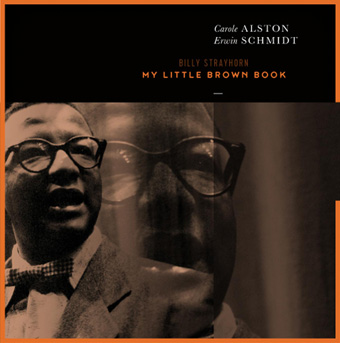 Carole ALSTON
Erwin SCHMIDT
BILLY STRAYHORN
MY LITTLE BROWN BOOK